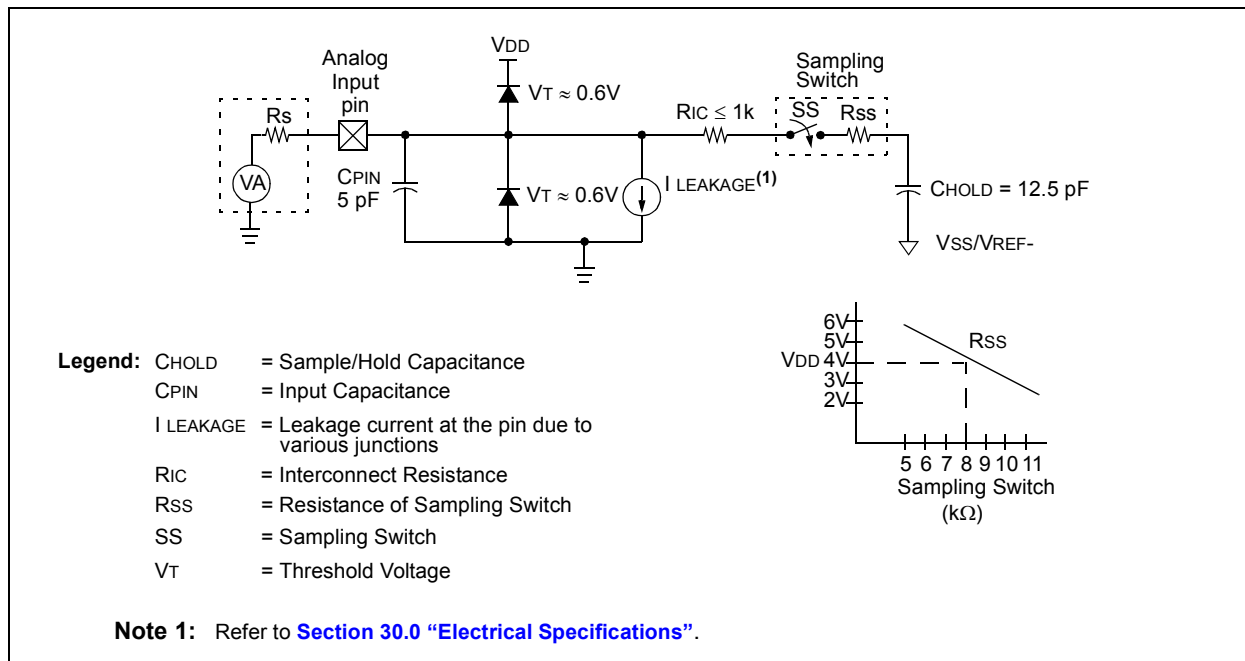 VDD
Analog
Input
pin
Sampling
Switch
VT ≈ 0.6V
RIC ≤ 1k
SS
RSS
Rs
VA
CPIN
5 pF
VT ≈ 0.6V
I LEAKAGE(1)
CHOLD = 12.5 pF
VSS/VREF-
6V
5V
VDD 4V
3V
2V
RSS
5 6 7 8 9 10 11
Sampling Switch
(kΩ)
Legend: CHOLD = Sample/Hold Capacitance
CPIN = Input Capacitance
I LEAKAGE = Leakage current at the pin due to
various junctions
RIC = Interconnect Resistance
RSS = Resistance of Sampling Switch
SS = Sampling Switch
VT = Threshold Voltage
Note 1: Refer to Section 30.0 “Electrical Specifications”.